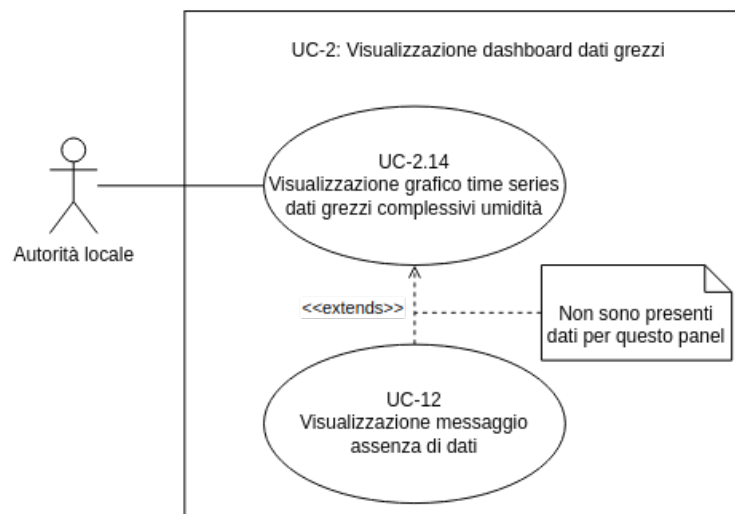 UC-2: Visualizzazione dashboard dati grezzi
UC-2.14
Visualizzazione grafico time series
dati grezzi complessivi umidità
Autorità locale
<<extends>>
Non sono presenti
dati per questo panel
UC-12
Visualizzazione messaggio
assenza di dati